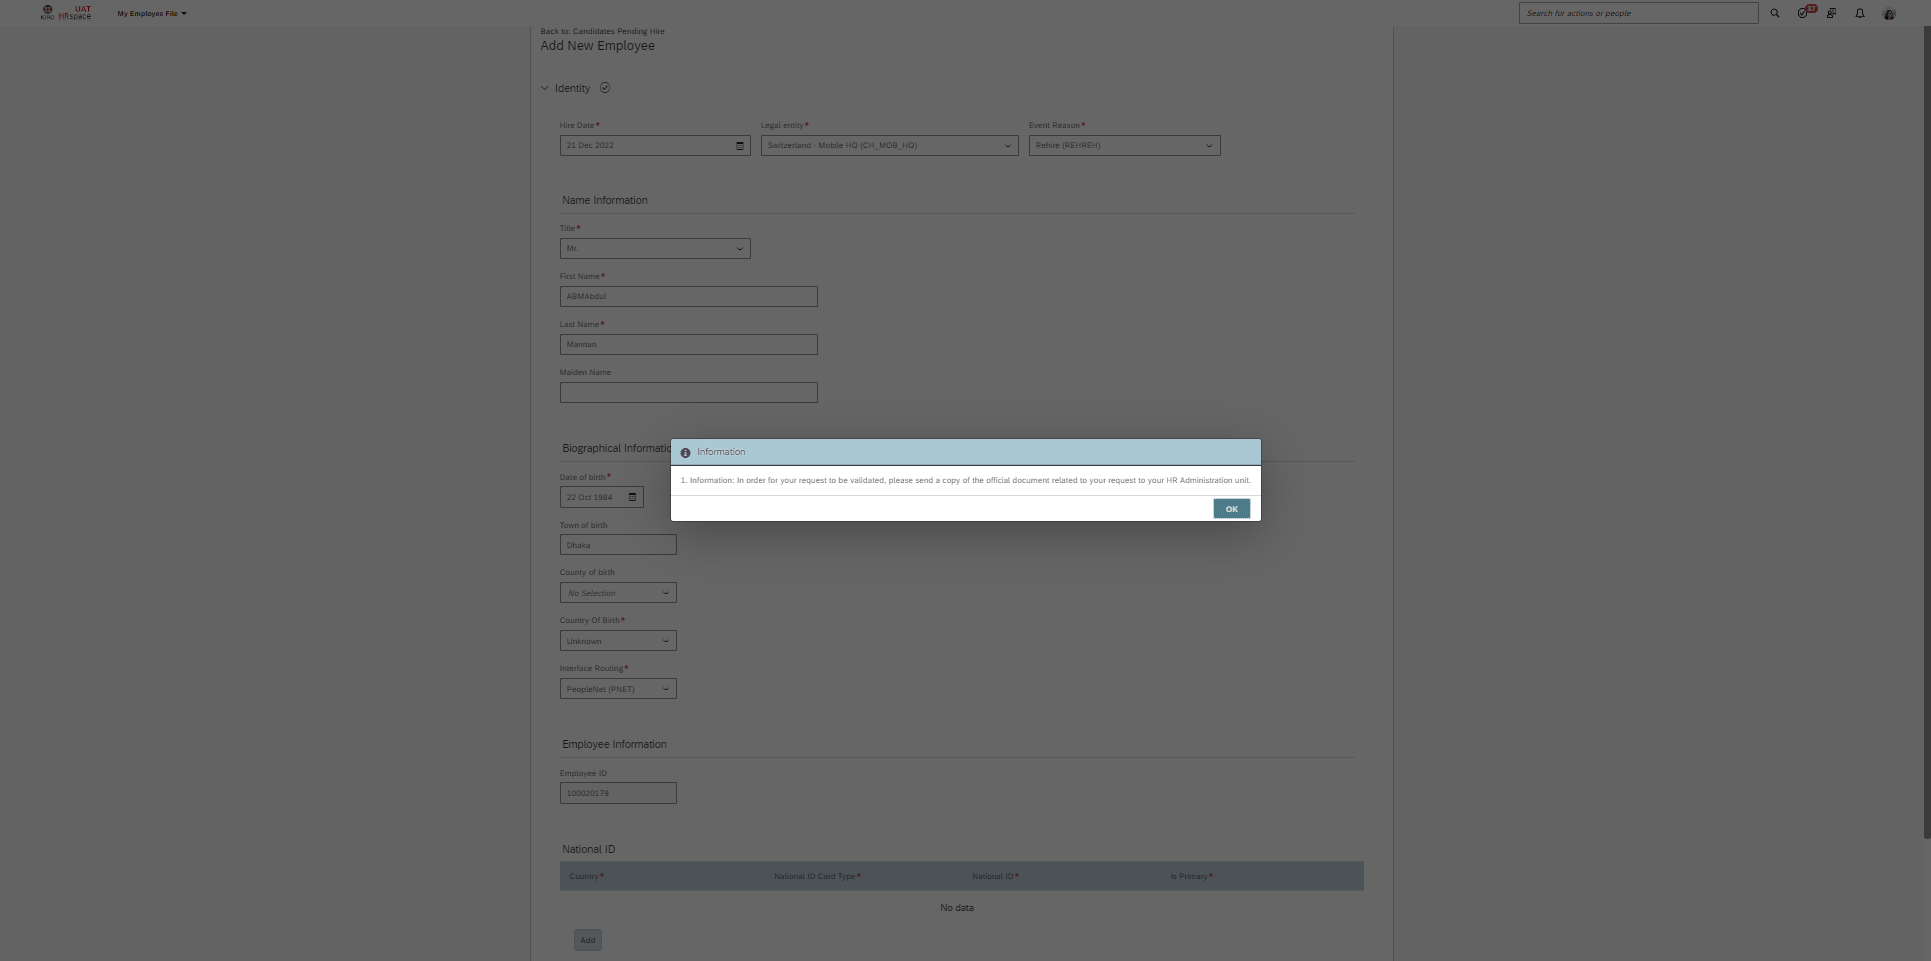 ICRC
UAT
HRspace
My Employee File
Search for actions or people
37
Back to: Candidates Pending Hire
Add New Employee
Identity
Hire Date*
Legal entity*
Event Reason*
21 Dec 2022
Switzerland - Mobile HQ (CH_MOB_HQ)
Rehire (REHREH)
Name Information
Title*
Mr.
First Name*
ABMAbdul
Last Name*
Mannan
Maiden Name
Biographical Informatio
Information
1. Information: In order for your request to be validated, please send a copy of the official document related to your request to your HR Administration unit.
OK
Date of birth*
22 Oct 1984
Town of birth
Dhaka
County of birth
No Selection
Country Of Birth*
Unknown
Interface Routing*
PeopleNet (PNET)
Employee Information
Employee ID
100020179
National ID
Country*
National ID Card Type*
National ID*
Is Primary*
No data
Add